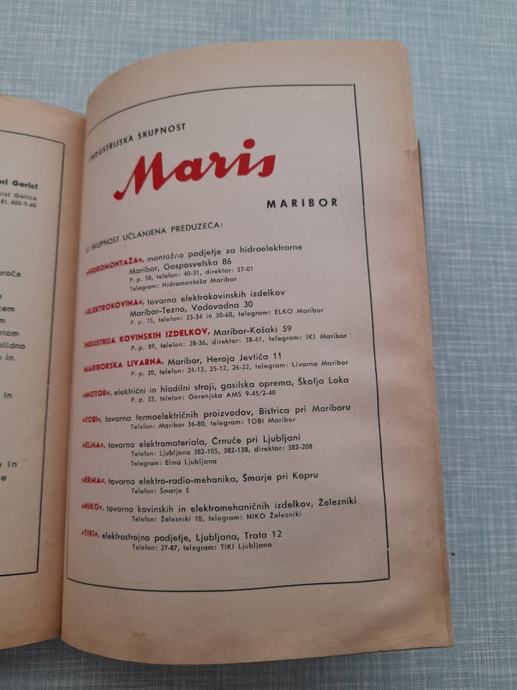 ri Gorici
INDUSTRIJSKA SKUPNOST
Maris
MARIBOR
U SKUPNOST UČLANJENA PREDUZEĆA:
»HIDROMONTAŽA«, montažno podjetje za hidroelektrarne
Maribor, Gosposvetska 86
P. p. 58, telefon: 40-31, direktor: 37-01
Telegram: Hidromontaža Maribor
»ELEKTROKOVINA«, tovarna elektrokovinskih izdelkov
Maribor-Tezno, Vodovodna 30
P. p. 75, telefon: 23-34 in 30-60, telegram: ELKO Maribor
INDUSTRIJA KOVINSKIH IZDELKOV, Maribor-Košaki 59
P. p. 89, telefon: 28-36, direktor: 38-61, telegram: IKI Maribor
MARIBORSKA LIVARNA, Maribor, Heroja Jevtiča 11
P. p. 20, telefon: 24-13, 25-12, 26-22, telegram: Livarna Maribor
»MOTOR«, električni in hladilni stroji, gasilska oprema, Škofja Loka
P. p. 22, telefon: Gorenjska AMS 9-45/2-40
»TOBI«, tovarna termoelektričnih proizvodov, Bistrica pri Mariboru
Telefon: Maribor 36-80, telegram: TOBI Maribor
»ELMA«, tovarna elektromateriala, Črnuče pri Ljubljani
Telefon: Ljubljana 382-105, 382-138, direktor: 382-208
Telegram: Elma Ljubljana
»ERMA«, tovarna elektro-radio-mehanika, Šmarje pri Kopru
Telefon: Šmarje 5
»NIKO«, tovarna kovinskih in elektromehaničnih izdelkov, Železniki
Telefon: Železniki 10, telegram: NIKO Železniki
»TIKI«, elektrostrojno podjetje, Ljubljana, Trata 12
Telefon: 27-87, telegram: TIKI Ljubljana